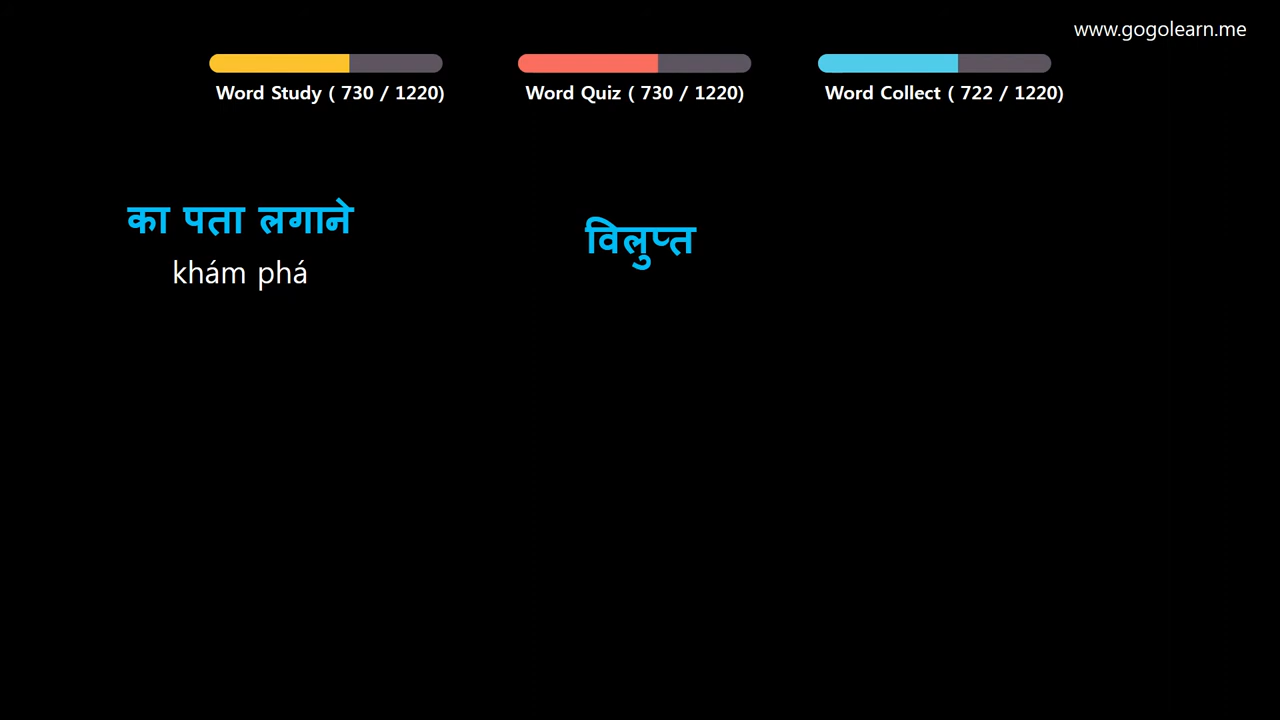 www.gogolearn.me
Word Study ( 730 / 1220)
Word Quiz ( 730 / 1220)
Word Collect ( 722 / 1220)
का पता लगाने
khám phá
विलुप्त